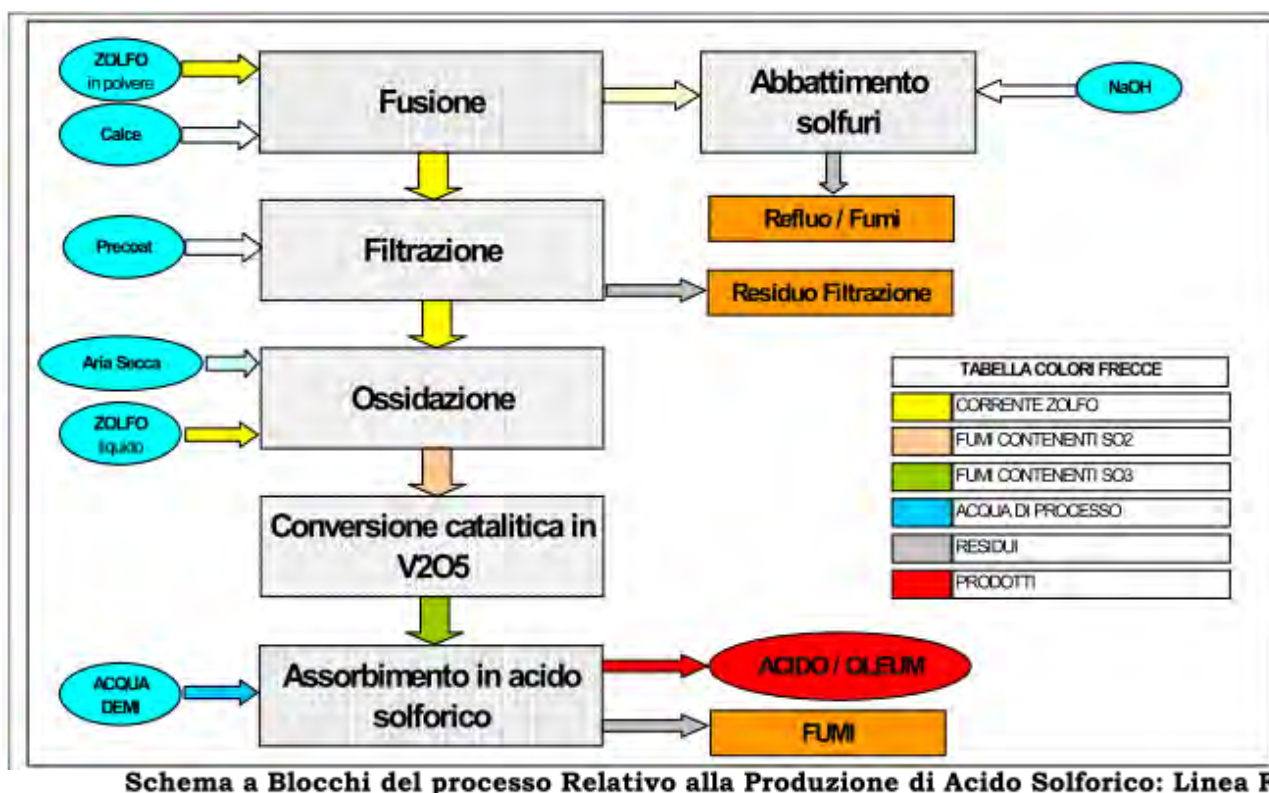 ZOLFO
in polvere
Calce
Fusione
Abbattimento
solfuri
NaOH
Precoat
Filtrazione
Refluo / Fumi
Residuo Filtrazione
Aria Secca
ZOLFO
liquido
Ossidazione
TABELLA COLORI FRECCE
CORRENTE ZOLFO
FUMI CONTENENTI SO2
FUMI CONTENENTI SO3
ACQUA DI PROCESSO
RESIDUI
PRODOTTI
Conversione catalitica in
V2O5
ACQUA
DEMI
Assorbimento in acido
solforico
ACIDO / OLEUM
FUMI
Schema a Blocchi del processo Relativo alla Produzione di Acido Solforico: Linea